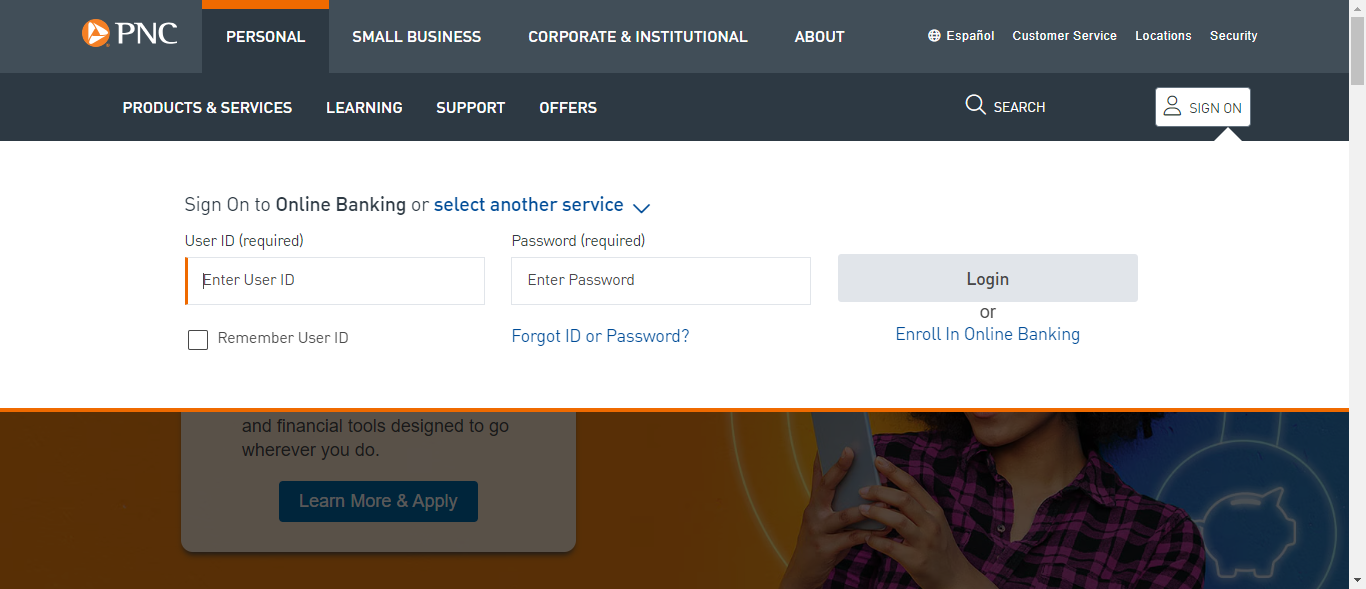 PNC
PERSONAL SMALL BUSINESS CORPORATE & INSTITUTIONAL ABOUT Español Customer Service Locations Security
PRODUCTS & SERVICES LEARNING SUPPORT OFFERS SEARCH SIGN ON
Sign On to Online Banking or select another service
User ID (required) Password (required)
Enter User ID Enter Password Login
or
Remember User ID Forgot ID or Password? Enroll In Online Banking
and financial tools designed to go
wherever you do.
Learn More & Apply